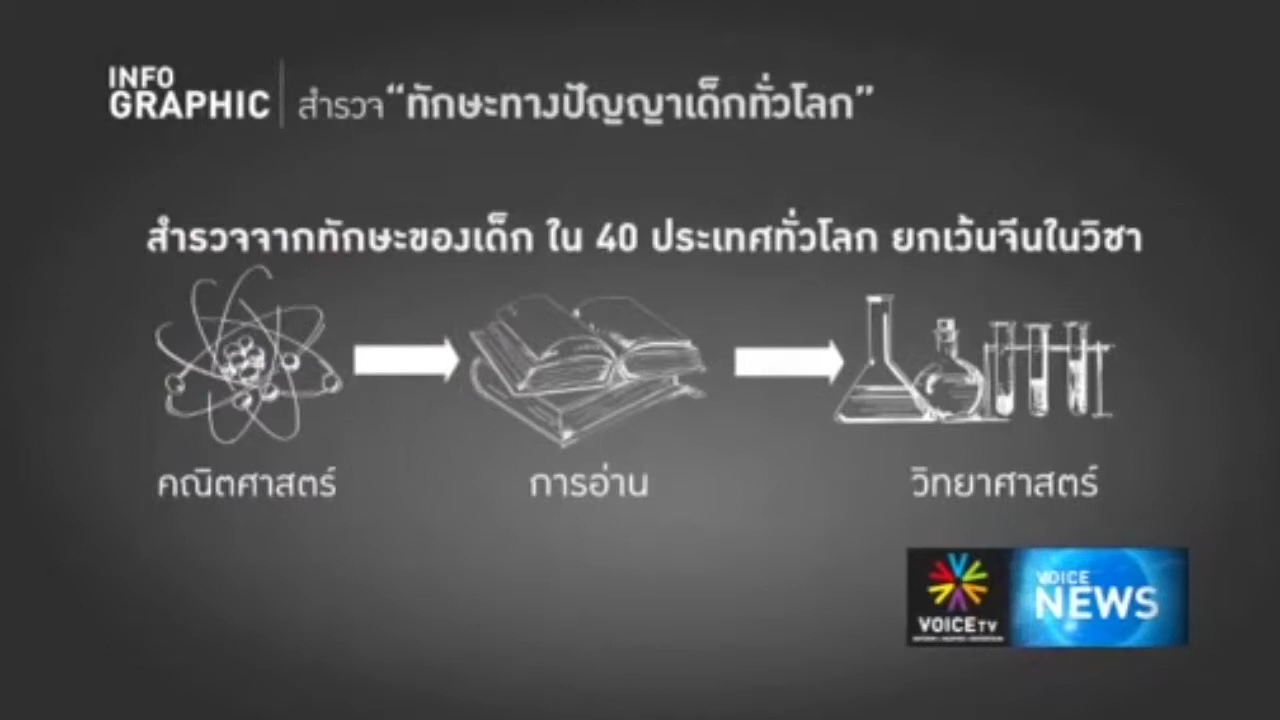 INFO
GRAPHIC
สำรวจ “ทักษะทางปัญญาเด็กทั่วโลก”
สำรวจจากทักษะของเด็ก ใน 40 ประเทศทั่วโลก ยกเว้นจีนในวิชา
คณิตศาสตร์
การอ่าน
วิทยาศาสตร์
VOICE TV
VOICE
NEWS